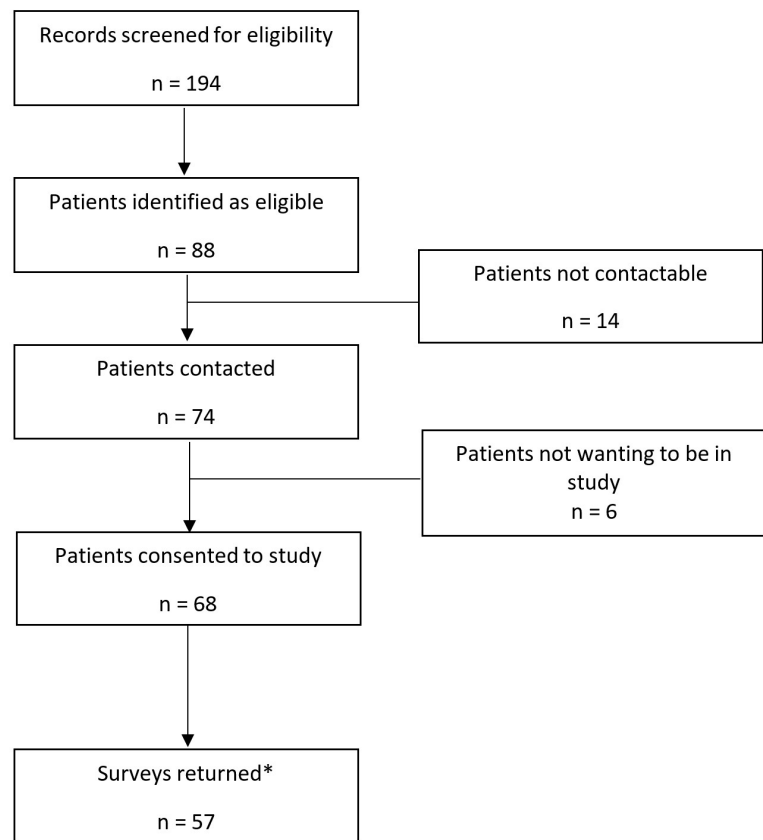 Records screened for eligibility
n = 194
Patients identified as eligible
n = 88
Patients not contactable
n = 14
Patients contacted
n = 74
Patients not wanting to be in
study
n = 6
Patients consented to study
n = 68
Surveys returned*
n = 57